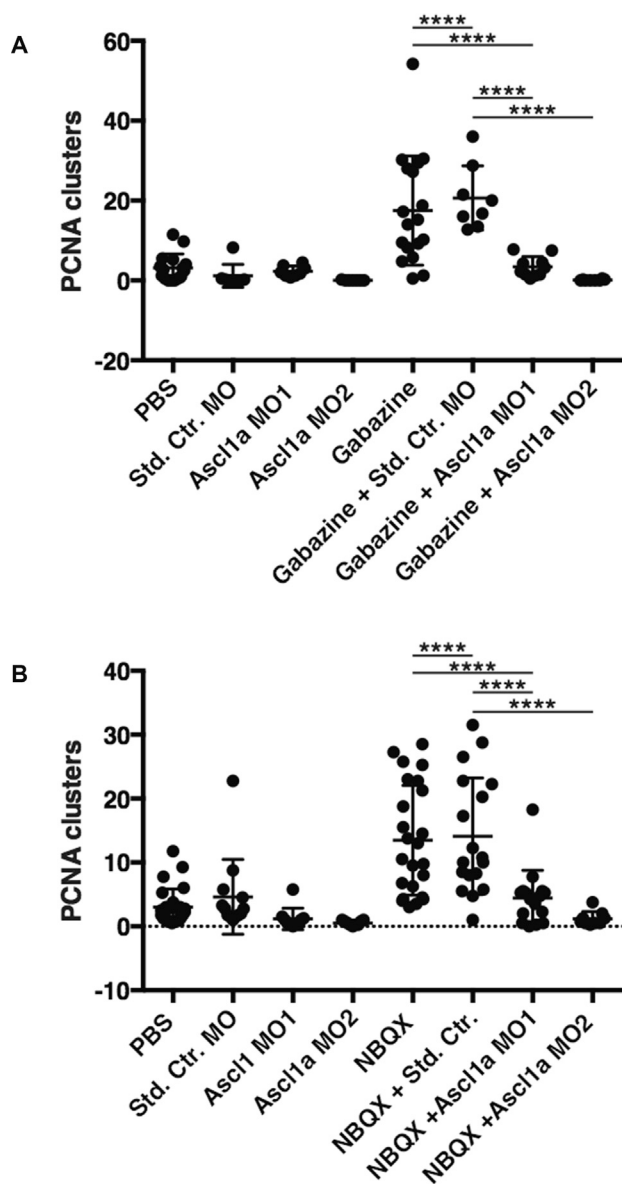 A
****
****
****
****
PCNA clusters
60
40
20
0
-20
PBS
Std. Ctr. MO
Ascl1a MO1
Ascl1a MO2
Gabazine
Gabazine + Std. Ctr. MO
Gabazine + Ascl1a MO1
Gabazine + Ascl1a MO2
B
****
****
****
****
PCNA clusters
40
30
20
10
0
-10
PBS
Std. Ctr. MO
Ascl1 MO1
Ascl1a MO2
NBQX
NBQX + Std. Ctr.
NBQX +Ascl1a MO1
NBQX +Ascl1a MO2